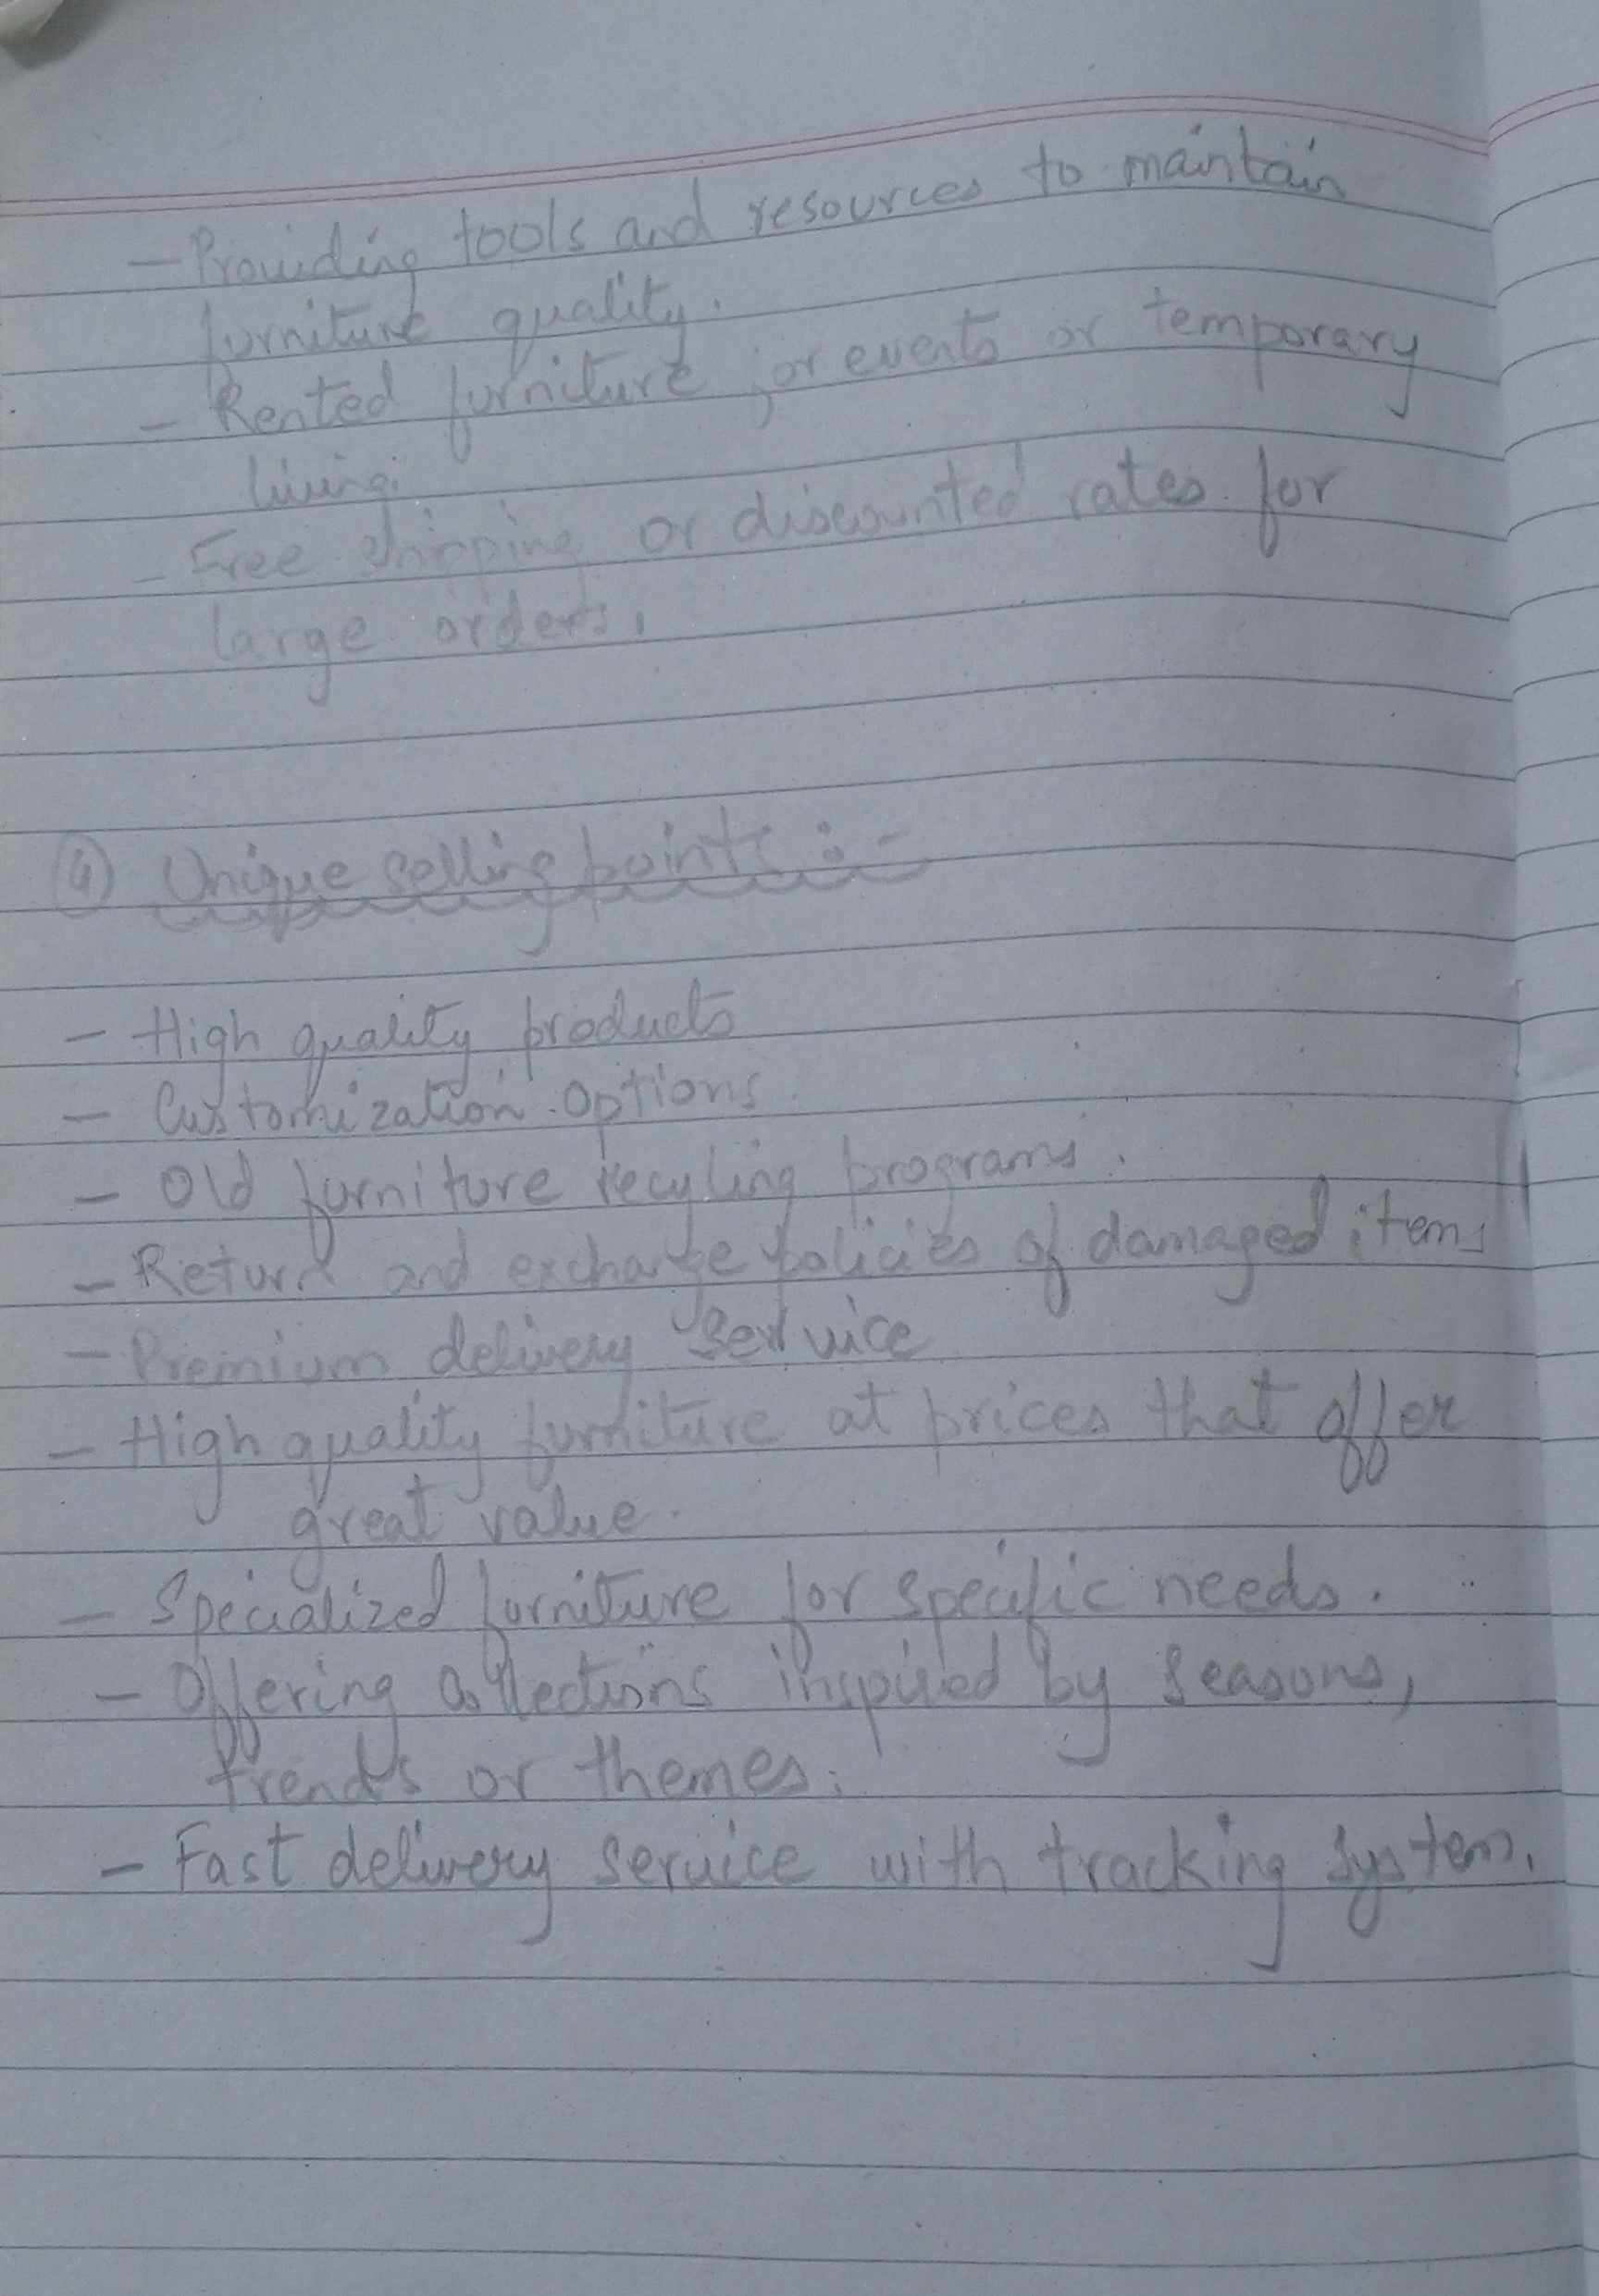 - Providing tools and resources to maintain
furniture quality.
- Rented furniture for events or temporary
living.
- Free shipping or discounted rates for
large orders.
④ Unique selling points :-
- High quality products
- Customization options
- Old furniture recyling programs.
- Return and exchange policies of damaged items
- Premium delivery service
- High quality furniture at prices that offer
great value.
- Specialized furniture for specific needs.
- Offering collections inspired by seasons,
trends or themes.
- Fast delivery service with tracking system.